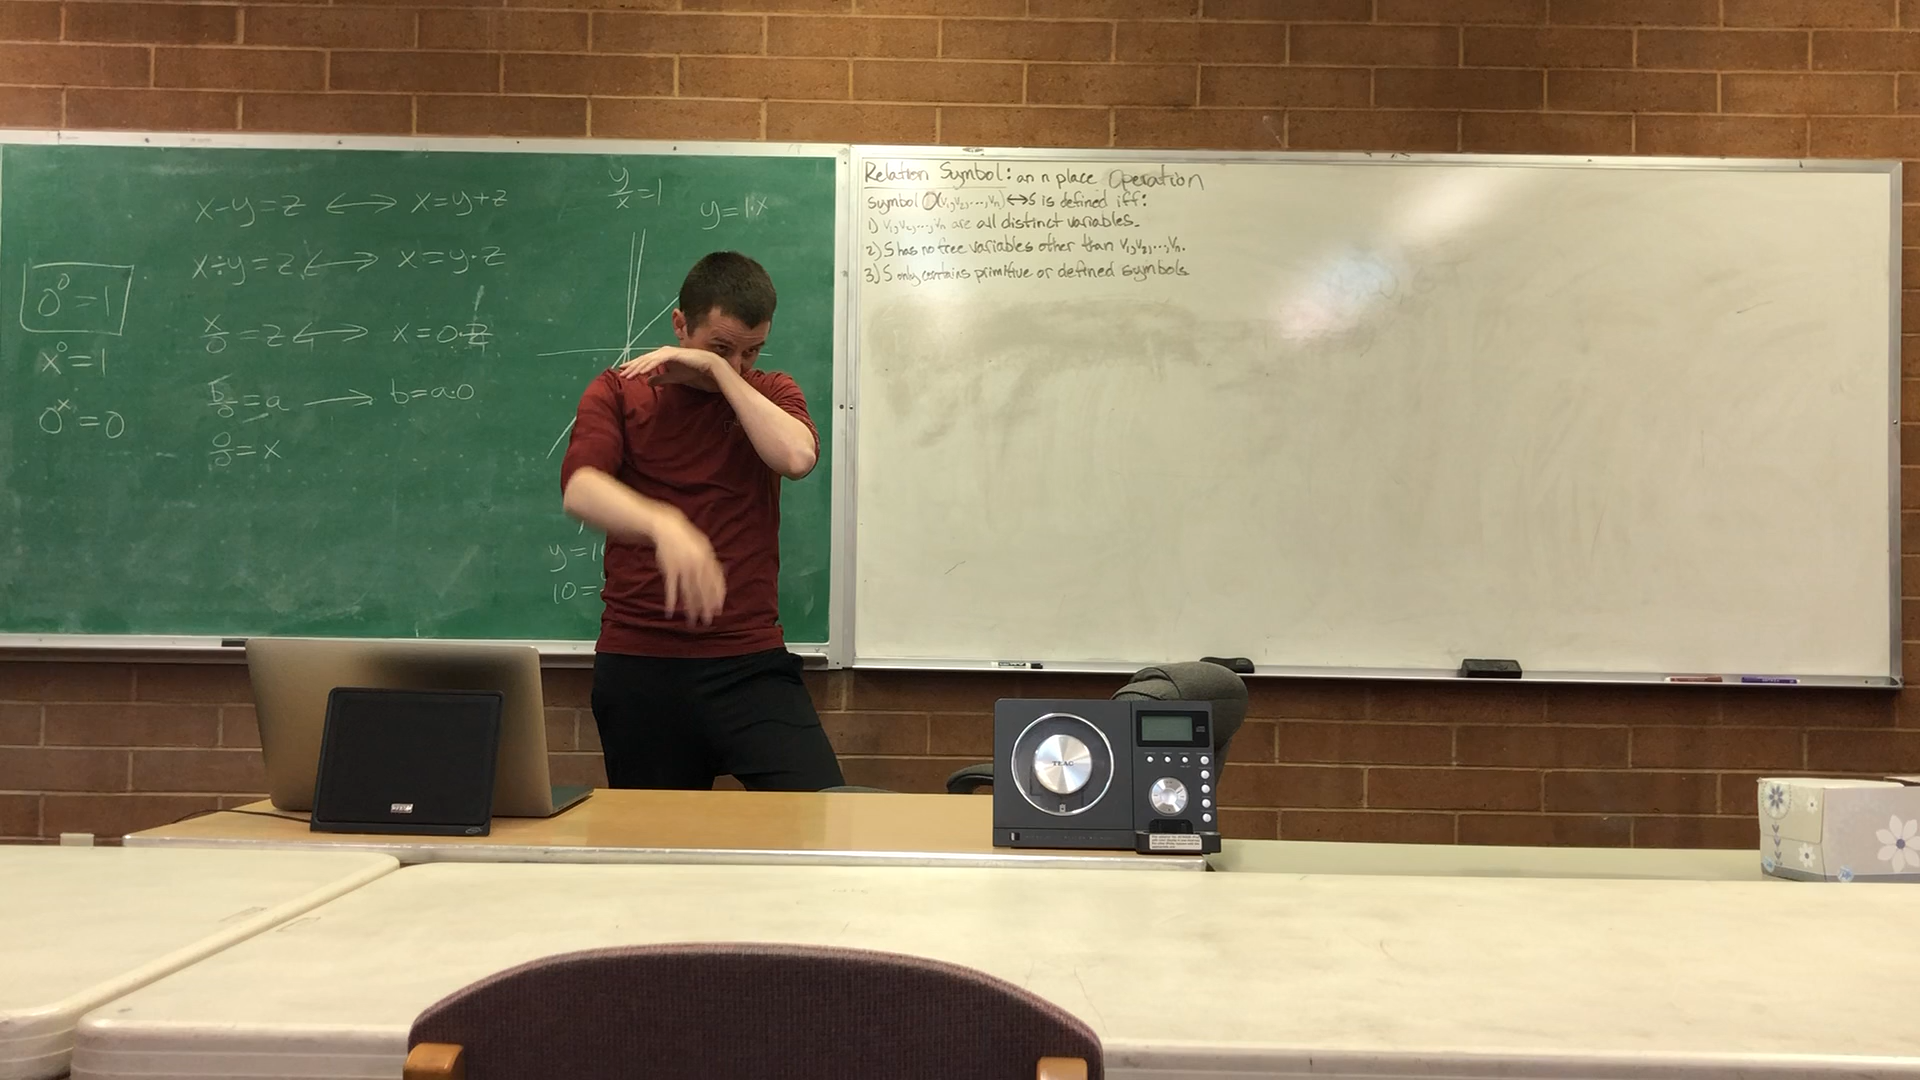 x-y=z ⟷ x=y+z
x÷y=z ⟷ x=y·z
0⁰=1
x⁰=1
0ˣ=0
x/0=z ⟷ x=0·z
b/0=a ⟶ b=a·0
0/0=x
y/x=1
y=1·x
y=1
10=
Relation Symbol: an n place Operation
symbol (v₁,v₂,...,vₙ)⟷S is defined iff:
1) v₁,v₂,...,vₙ are all distinct variables.
2) S has no free variables other than v₁,v₂,...,vₙ.
3) S only contains primitive or defined symbols
TEAC